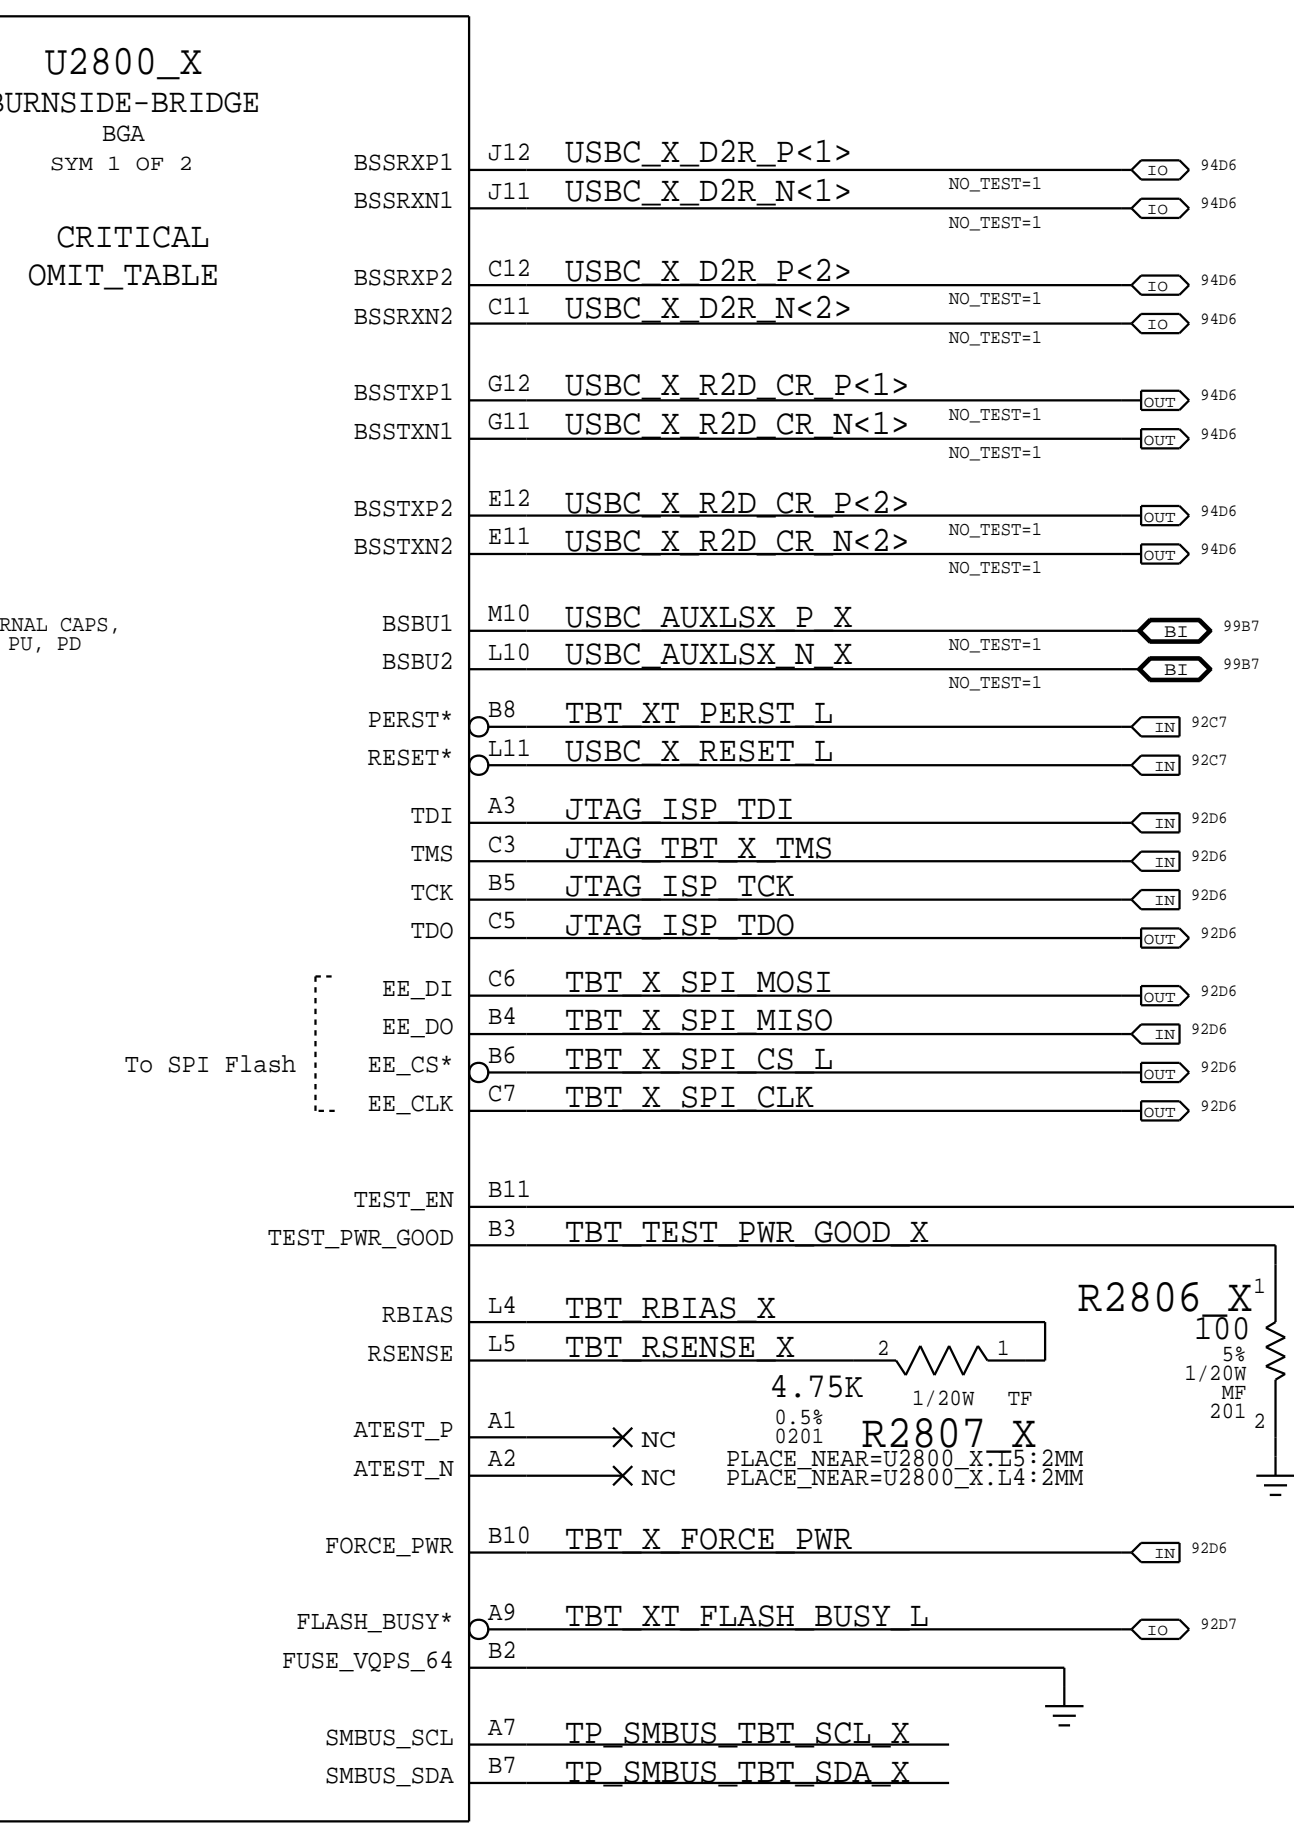 U2800_X
BURNSIDE-BRIDGE
BGA
SYM 1 OF 2
CRITICAL
OMIT_TABLE
BSSRXP1 J12 USBC_X_D2R_P<1> NO_TEST=1 IO 94D6
BSSRXN1 J11 USBC_X_D2R_N<1> NO_TEST=1 IO 94D6
BSSRXP2 C12 USBC_X_D2R_P<2> NO_TEST=1 IO 94D6
BSSRXN2 C11 USBC_X_D2R_N<2> NO_TEST=1 IO 94D6
BSSTXP1 G12 USBC_X_R2D_CR_P<1> NO_TEST=1 OUT 94D6
BSSTXN1 G11 USBC_X_R2D_CR_N<1> NO_TEST=1 OUT 94D6
BSSTXP2 E12 USBC_X_R2D_CR_P<2> NO_TEST=1 OUT 94D6
BSSTXN2 E11 USBC_X_R2D_CR_N<2> NO_TEST=1 OUT 94D6
RNAL CAPS,
PU, PD
BSBU1 M10 USBC_AUXLSX_P_X NO_TEST=1 BI 99B7
BSBU2 L10 USBC_AUXLSX_N_X NO_TEST=1 BI 99B7
PERST* B8 TBT_XT_PERST_L IN 92C7
RESET* L11 USBC_X_RESET_L IN 92C7
TDI A3 JTAG_ISP_TDI IN 92D6
TMS C3 JTAG_TBT_X_TMS IN 92D6
TCK B5 JTAG_ISP_TCK IN 92D6
TDO C5 JTAG_ISP_TDO OUT 92D6
To SPI Flash
EE_DI C6 TBT_X_SPI_MOSI OUT 92D6
EE_DO B4 TBT_X_SPI_MISO IN 92D6
EE_CS* B6 TBT_X_SPI_CS_L OUT 92D6
EE_CLK C7 TBT_X_SPI_CLK OUT 92D6
TEST_EN B11
TEST_PWR_GOOD B3 TBT_TEST_PWR_GOOD_X
R2806_X 1
100
5%
1/20W
MF
201 2
RBIAS L4 TBT_RBIAS_X
RSENSE L5 TBT_RSENSE_X 2 1
4.75K 1/20W TF
0.5%
0201 R2807_X
PLACE_NEAR=U2800_X.L5:2MM
PLACE_NEAR=U2800_X.L4:2MM
ATEST_P A1 NC
ATEST_N A2 NC
FORCE_PWR B10 TBT_X_FORCE_PWR IN 92D6
FLASH_BUSY* A9 TBT_XT_FLASH_BUSY_L IO 92D7
FUSE_VQPS_64 B2
SMBUS_SCL A7 TP_SMBUS_TBT_SCL_X
SMBUS_SDA B7 TP_SMBUS_TBT_SDA_X